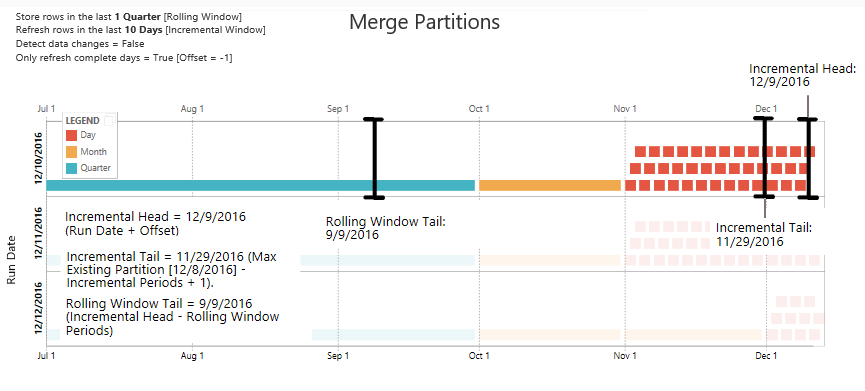 Store rows in the last 1 Quarter [Rolling Window]
Refresh rows in the last 10 Days [Incremental Window]
Detect data changes = False
Only refresh complete days = True [Offset = -1]
Merge Partitions
Incremental Head:
12/9/2016
Jul 1 Aug 1 Sep 1 Oct 1 Nov 1 Dec 1
LEGEND
Day
Month
Quarter
12/10/2016
Incremental Head = 12/9/2016
(Run Date + Offset)
Rolling Window Tail:
9/9/2016
Incremental Tail:
11/29/2016
12/11/2016
Run Date
Incremental Tail = 11/29/2016 (Max
Existing Partition [12/8/2016] -
Incremental Periods + 1).
12/12/2016
Rolling Window Tail = 9/9/2016
(Incremental Head - Rolling Window
Periods)
Jul 1 Aug 1 Sep 1 Oct 1 Nov 1 Dec 1